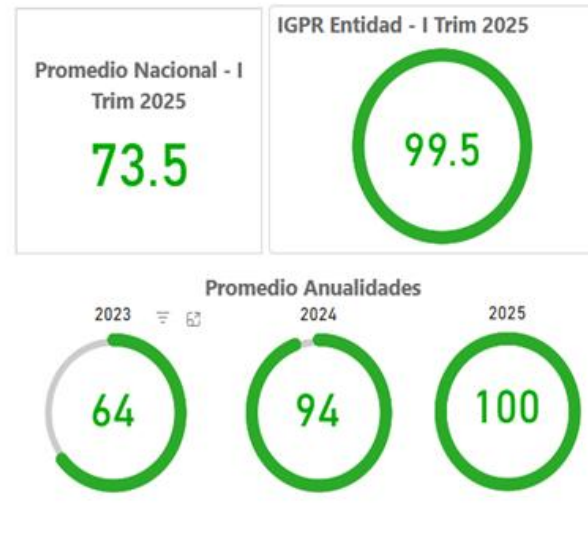 Promedio Nacional - I
Trim 2025
73.5
IGPR Entidad - I Trim 2025
99.5
Promedio Anualidades
2023
2024
2025
64
94
100